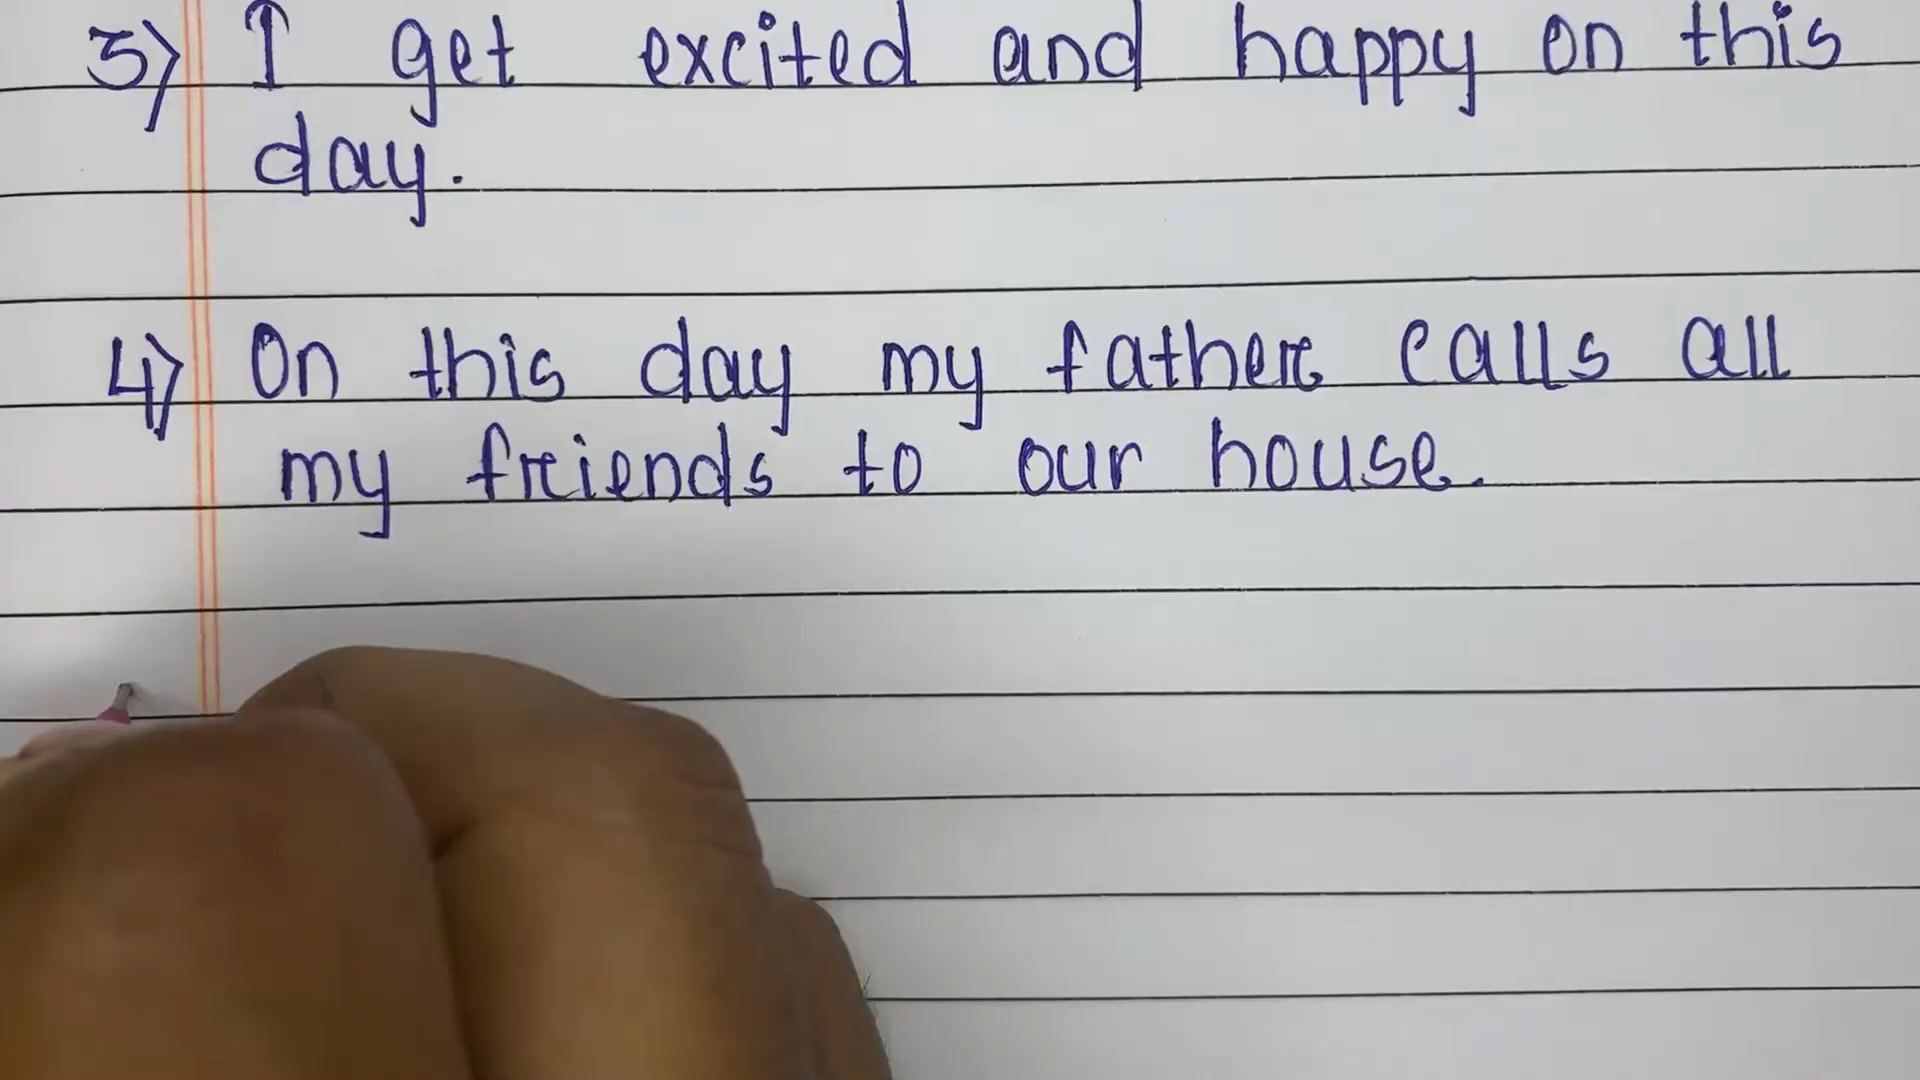 3) I get excited and happy on this
day.
4) On this day my father calls all
my friends to our house.